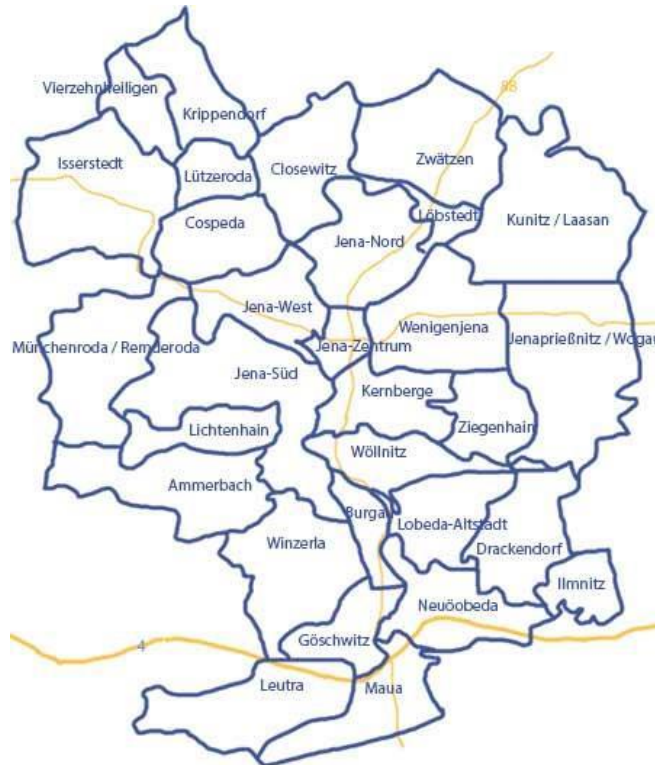 88
Vierzehnheiligen
Krippendorf
Isserstedt
Lützeroda
Closewitz
Zwätzen
Cospeda
Löbstedt
Kunitz / Laasan
Jena-Nord
Jena-West
Wenigenjena
Münchenroda / Remderoda
Jena-Zentrum
Jenaprießnitz / Wogau
Jena-Süd
Kernberge
Lichtenhain
Ziegenhain
Wöllnitz
Ammerbach
Burgau
Lobeda-Altstadt
Winzerla
Drackendorf
Ilmnitz
Neuöobeda
Göschwitz
4
Leutra
Maua